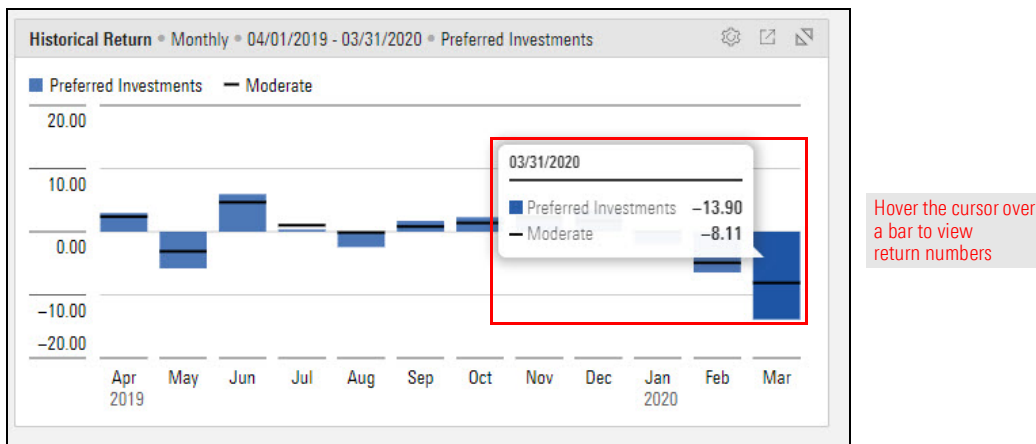 Historical Return • Monthly • 04/01/2019 - 03/31/2020 • Preferred Investments
Preferred Investments — Moderate
20.00
10.00
0.00
−10.00
−20.00
03/31/2020
Preferred Investments −13.90
Moderate −8.11
Apr May Jun Jul Aug Sep Oct Nov Dec Jan Feb Mar
2019 2020
Hover the cursor over
a bar to view
return numbers